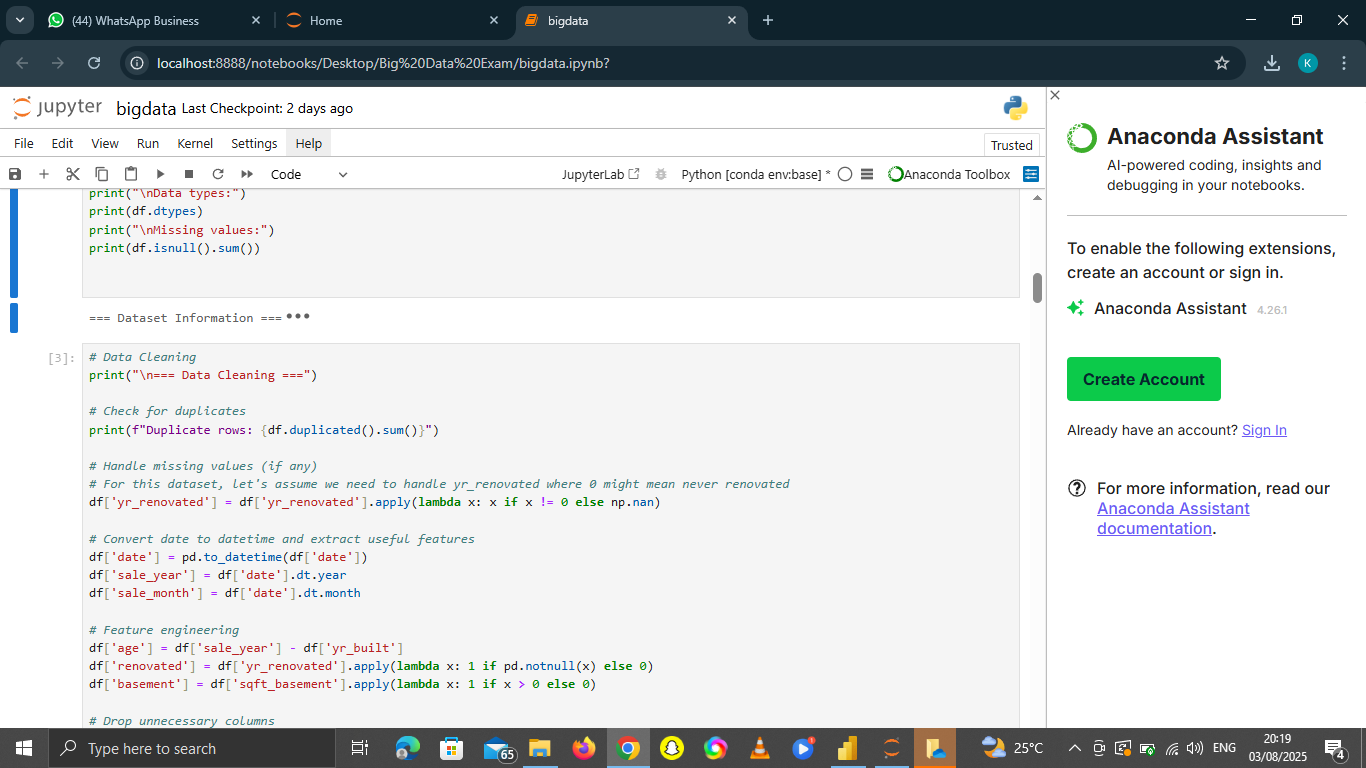 (44) WhatsApp Business
Home
bigdata
localhost:8888/notebooks/Desktop/Big%20Data%20Exam/bigdata.ipynb?
K
jupyter bigdata Last Checkpoint: 2 days ago
File Edit View Run Kernel Settings Help
Trusted
Code
JupyterLab
Python [conda env:base] *
Anaconda Toolbox
print("\nData types:")
print(df.dtypes)
print("\nMissing values:")
print(df.isnull().sum())
=== Dataset Information === •••
[3]:
# Data Cleaning
print("\n=== Data Cleaning ===")
# Check for duplicates
print(f"Duplicate rows: {df.duplicated().sum()}")
# Handle missing values (if any)
# For this dataset, let's assume we need to handle yr_renovated where 0 might mean never renovated
df['yr_renovated'] = df['yr_renovated'].apply(lambda x: x if x != 0 else np.nan)
# Convert date to datetime and extract useful features
df['date'] = pd.to_datetime(df['date'])
df['sale_year'] = df['date'].dt.year
df['sale_month'] = df['date'].dt.month
# Feature engineering
df['age'] = df['sale_year'] - df['yr_built']
df['renovated'] = df['yr_renovated'].apply(lambda x: 1 if pd.notnull(x) else 0)
df['basement'] = df['sqft_basement'].apply(lambda x: 1 if x > 0 else 0)
# Drop unnecessary columns
Anaconda Assistant
AI-powered coding, insights and
debugging in your notebooks.
To enable the following extensions,
create an account or sign in.
Anaconda Assistant 4.26.1
Create Account
Already have an account? Sign In
For more information, read our
Anaconda Assistant
documentation.
Type here to search
65
25°C
ENG
20:19
03/08/2025
4